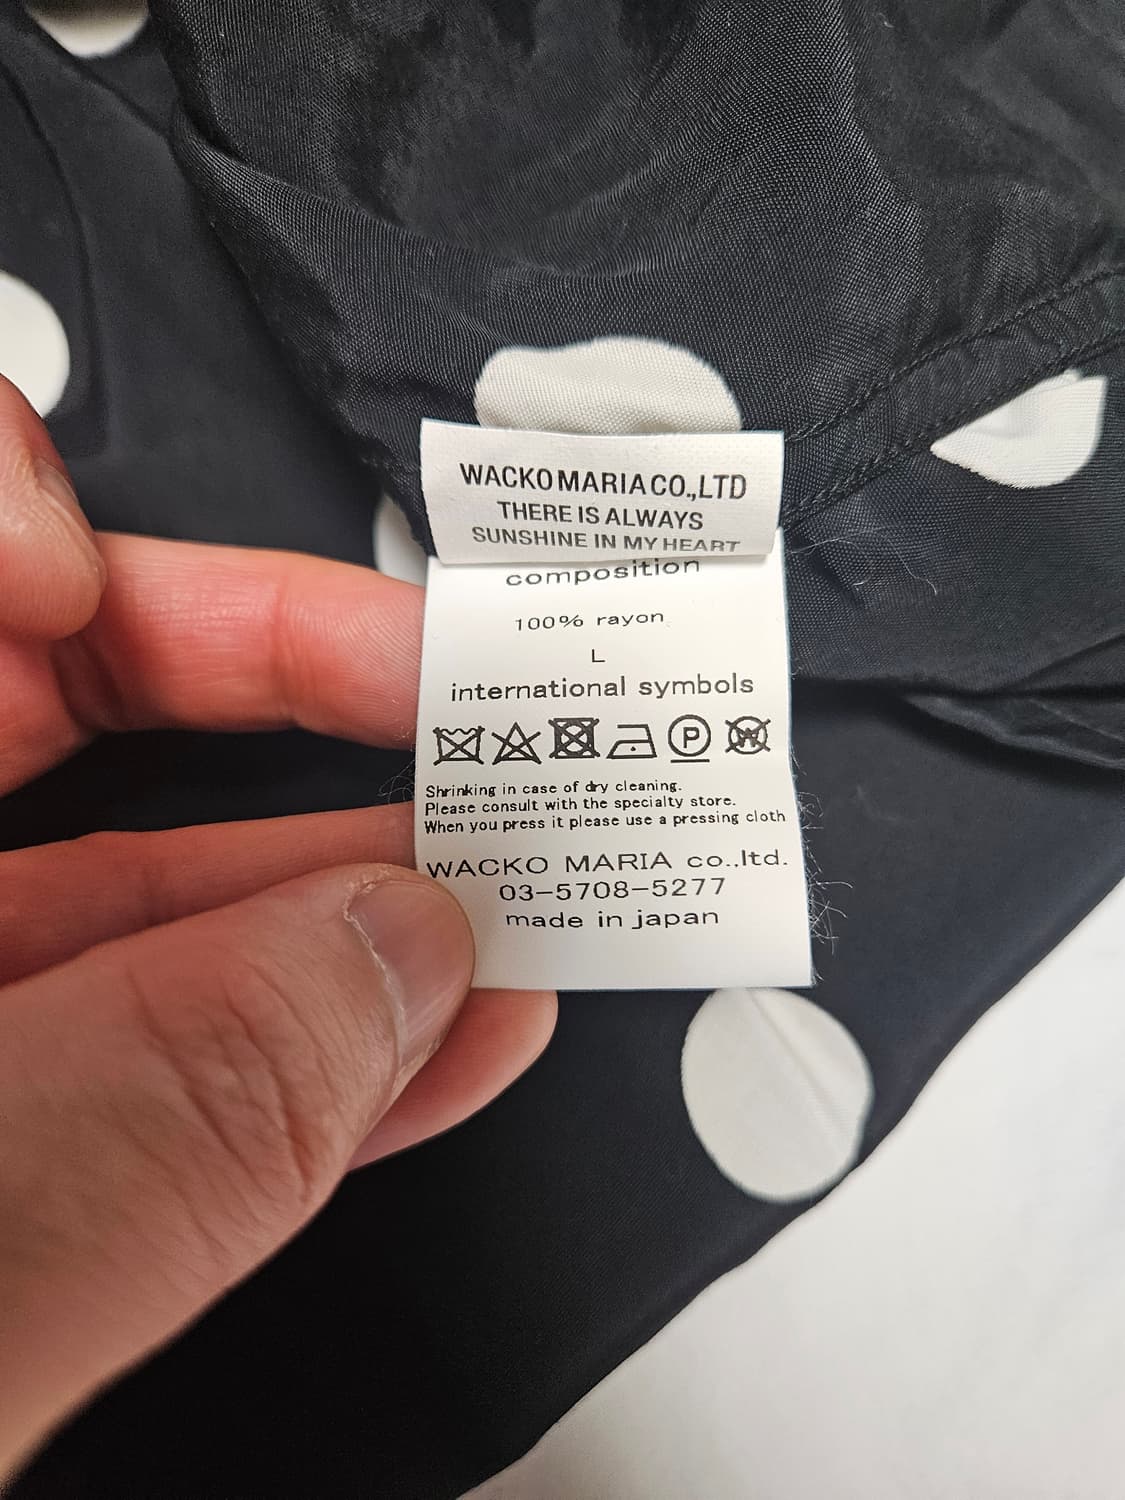 WACKO MARIA CO.,LTD
THERE IS ALWAYS
SUNSHINE IN MY HEART
composition
100% rayon
L
international symbols
P W
Shrinking in case of dry cleaning.
Please consult with the specialty store.
When you press it please use a pressing cloth
WACKO MARIA co.,ltd.
03-5708-5277
made in japan